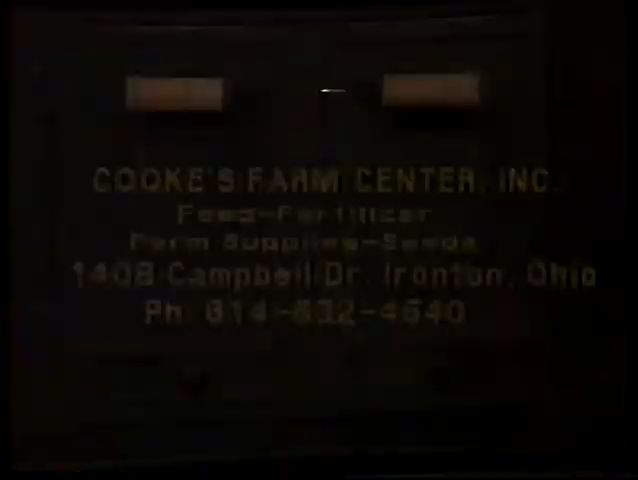 COOKE'S FARM CENTER, INC.
Feed-Fertilizer
Farm Supplies-Seeds
1408 Campbell Dr. Ironton, Ohio
Ph. 614-532-4640